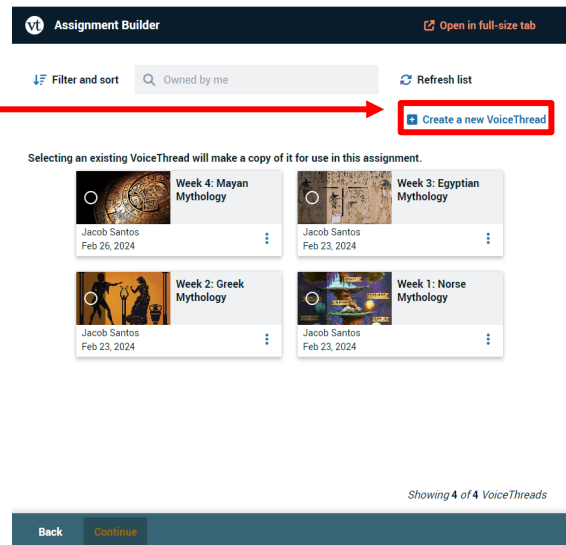 vt Assignment Builder
Open in full-size tab
Filter and sort
Owned by me
Refresh list
Create a new VoiceThread
Selecting an existing VoiceThread will make a copy of it for use in this assignment.
Week 4: Mayan
Mythology
Jacob Santos
Feb 26, 2024
Week 3: Egyptian
Mythology
Jacob Santos
Feb 23, 2024
Week 2: Greek
Mythology
Jacob Santos
Feb 23, 2024
Week 1: Norse
Mythology
Jacob Santos
Feb 23, 2024
Showing 4 of 4 VoiceThreads
Back
Continue